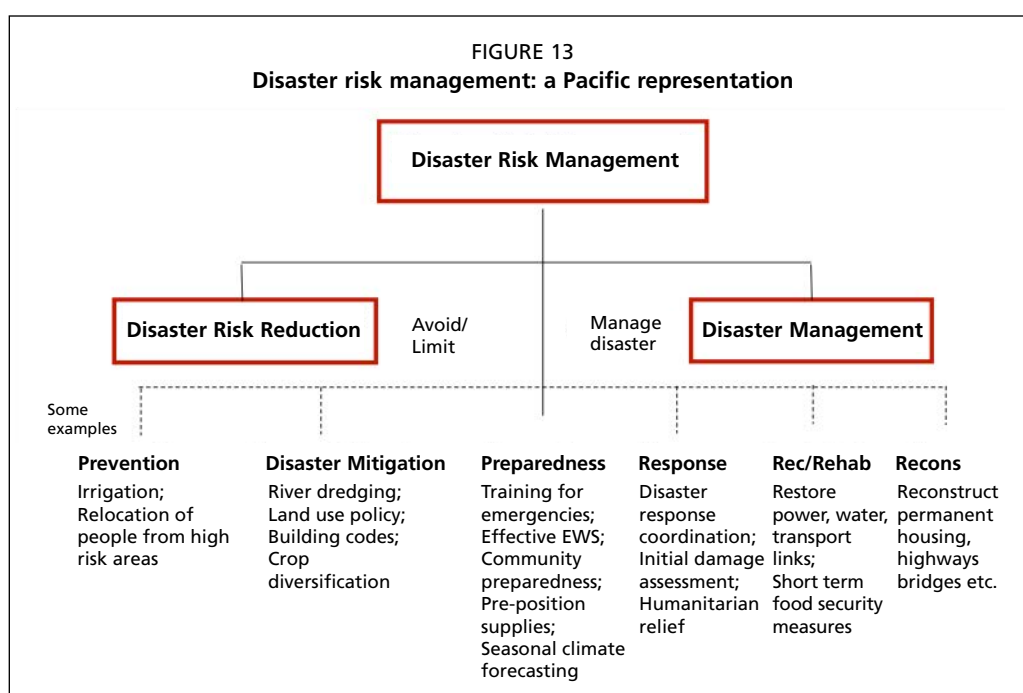 FIGURE 13
Disaster risk management: a Pacific representation
Disaster Risk Management
Disaster Risk Reduction
Avoid/
Limit
Manage
disaster
Disaster Management
Some
examples
Prevention
Irrigation;
Relocation of
people from high
risk areas
Disaster Mitigation
River dredging;
Land use policy;
Building codes;
Crop
diversification
Preparedness
Training for
emergencies;
Effective EWS;
Community
preparedness;
Pre-position
supplies;
Seasonal climate
forecasting
Response
Disaster
response
coordination;
Initial damage
assessment;
Humanitarian
relief
Rec/Rehab
Restore
power, water,
transport
links;
Short term
food security
measures
Recons
Reconstruct
permanent
housing,
highways
bridges etc.